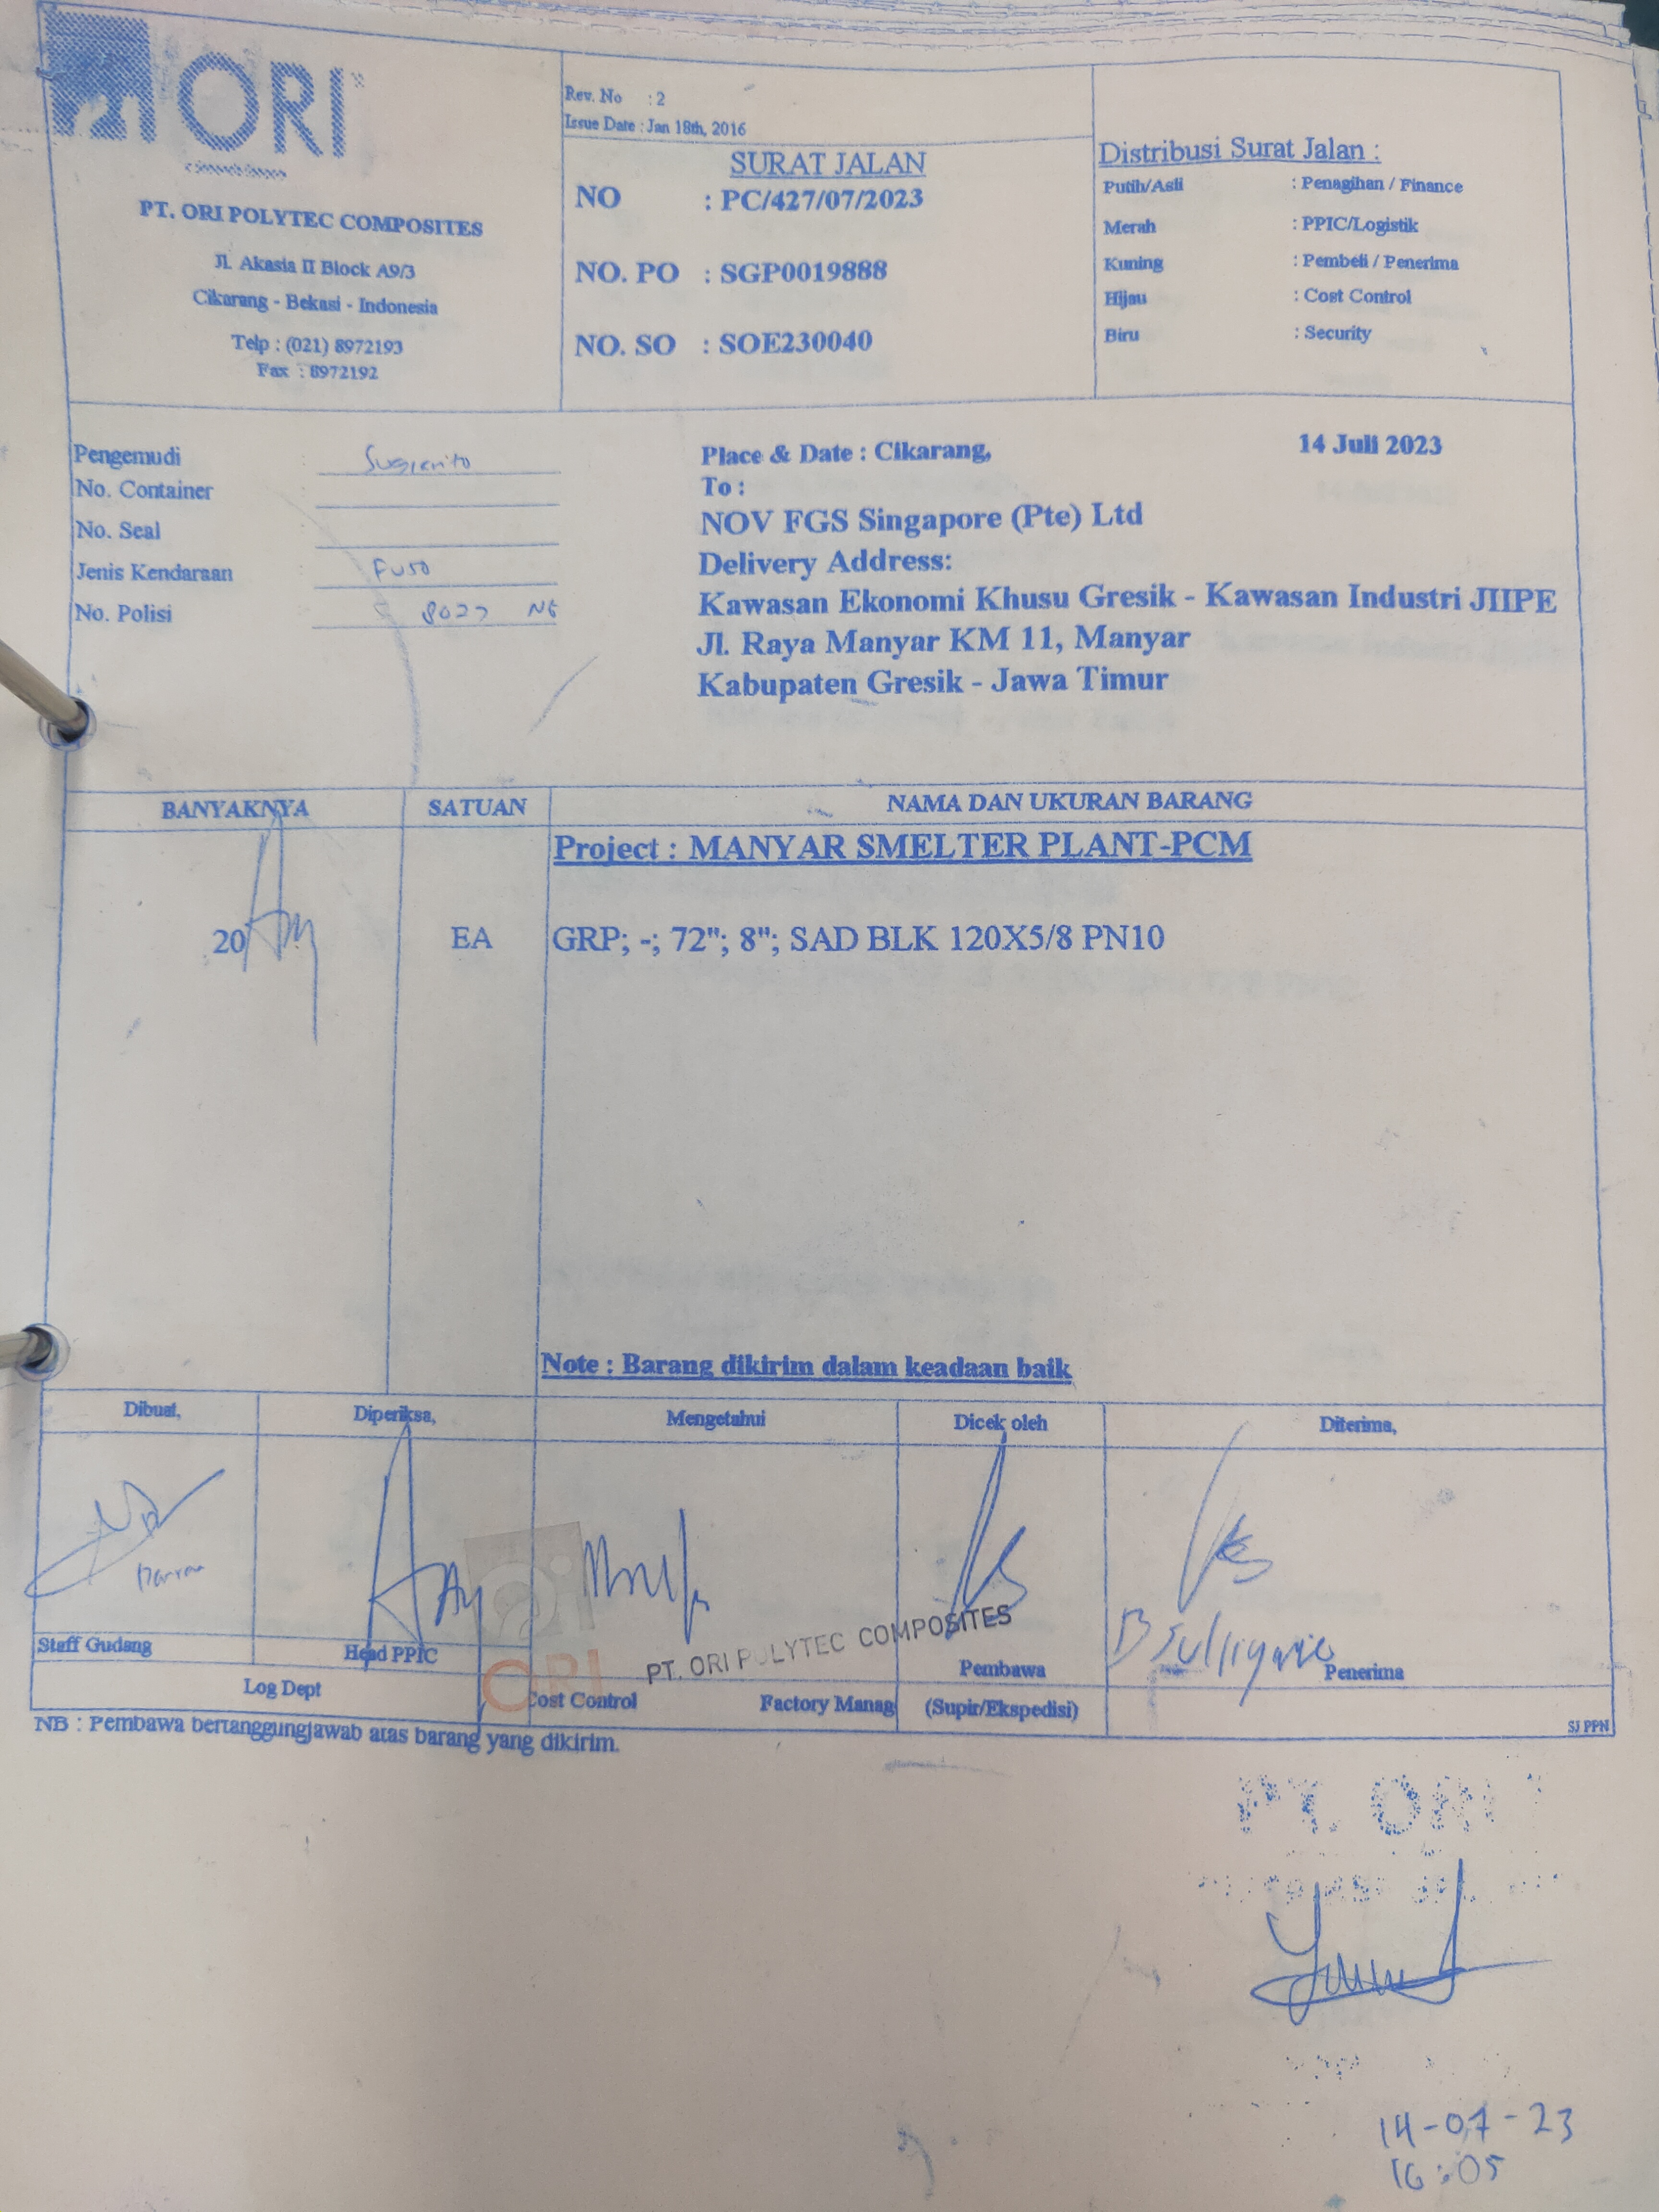 ORI
PT. ORI POLYTEC COMPOSITES
Jl. Akasia II Block A9/3
Cikarang - Bekasi - Indonesia
Telp : (021) 8972193
Fax : 8972192
Rev. No : 2
Issue Date : Jan 18th, 2016
SURAT JALAN
NO : PC/427/07/2023
NO. PO : SGP0019888
NO. SO : SOE230040
Distribusi Surat Jalan :
Putih/Asli : Penagihan / Finance
Merah : PPIC/Logistik
Kuning : Pembeli / Penerima
Hijau : Cost Control
Biru : Security
Pengemudi
No. Container
No. Seal
Jenis Kendaraan Fuso
No. Polisi
Place & Date : Cikarang, 14 Juli 2023
To :
NOV FGS Singapore (Pte) Ltd
Delivery Address:
Kawasan Ekonomi Khusu Gresik - Kawasan Industri JIIPE
Jl. Raya Manyar KM 11, Manyar
Kabupaten Gresik - Jawa Timur
BANYAKNYA SATUAN NAMA DAN UKURAN BARANG
Project : MANYAR SMELTER PLANT-PCM
20 EA GRP; -; 72"; 8"; SAD BLK 120X5/8 PN10
Note : Barang dikirim dalam keadaan baik
Dibuat, Diperiksa, Mengetahui Dicek oleh Diterima,
ORI
PT. ORI POLYTEC COMPOSITES
Staff Gudang Head PPIC Pembawa Penerima
Log Dept Cost Control Factory Manag (Supir/Ekspedisi)
SJ PPN
NB : Pembawa bertanggungjawab atas barang yang dikirim.
PT. ORI
14-07-23
16:05